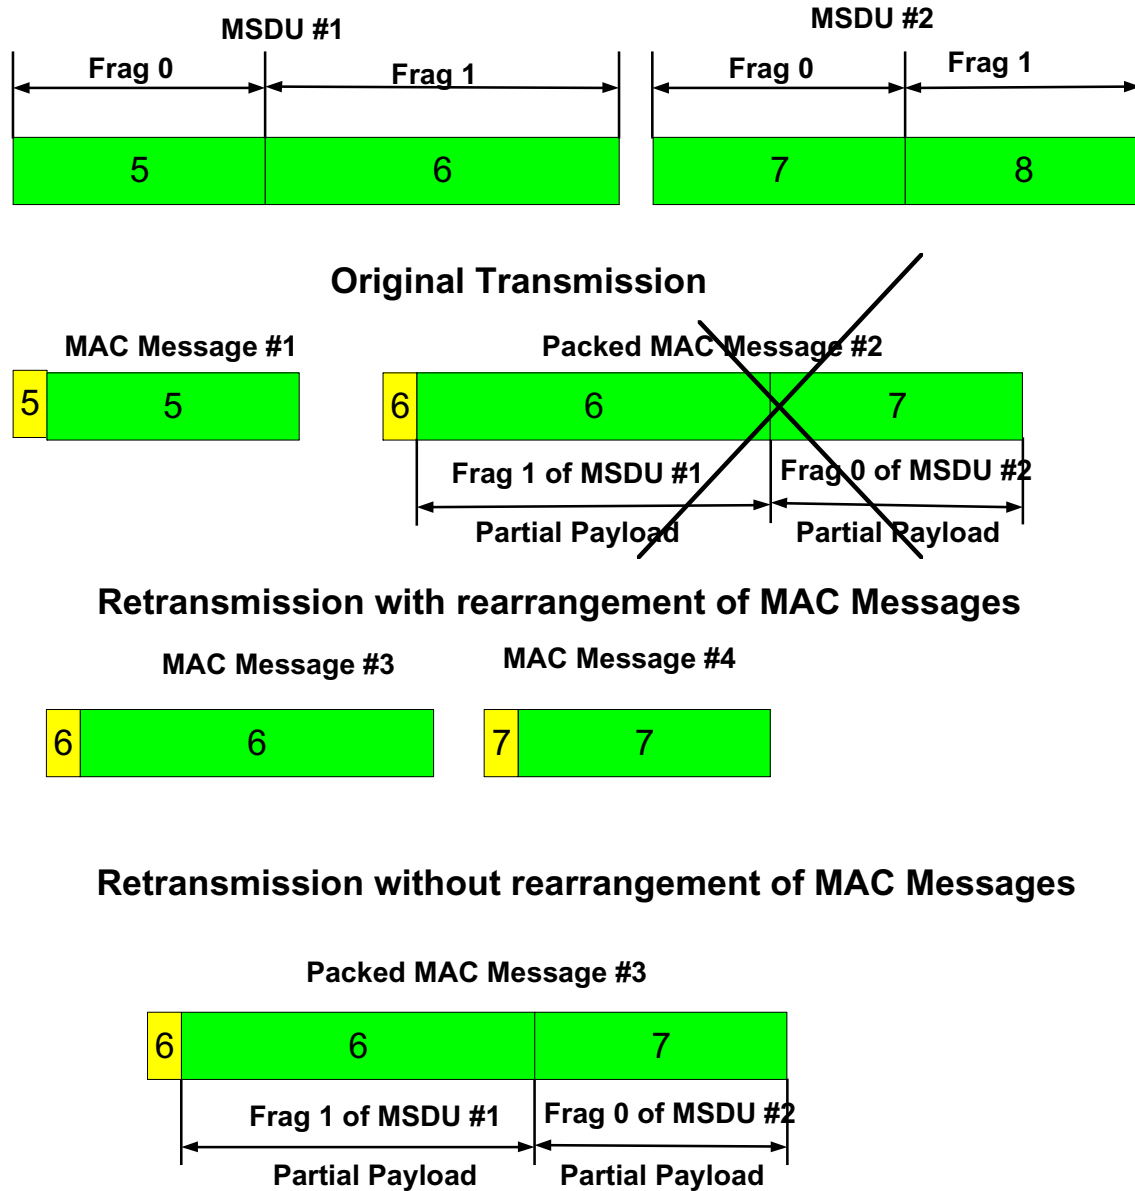 MSDU #1
MSDU #2
Frag 0
Frag 1
Frag 0
Frag 1
5
6
7
8
Original Transmission
MAC Message #1
Packed MAC Message #2
5
5
6
6
7
Frag 1 of MSDU #1
Frag 0 of MSDU #2
Partial Payload
Partial Payload
Retransmission with rearrangement of MAC Messages
MAC Message #3
MAC Message #4
6
6
7
7
Retransmission without rearrangement of MAC Messages
Packed MAC Message #3
6
6
7
Frag 1 of MSDU #1
Frag 0 of MSDU #2
Partial Payload
Partial Payload